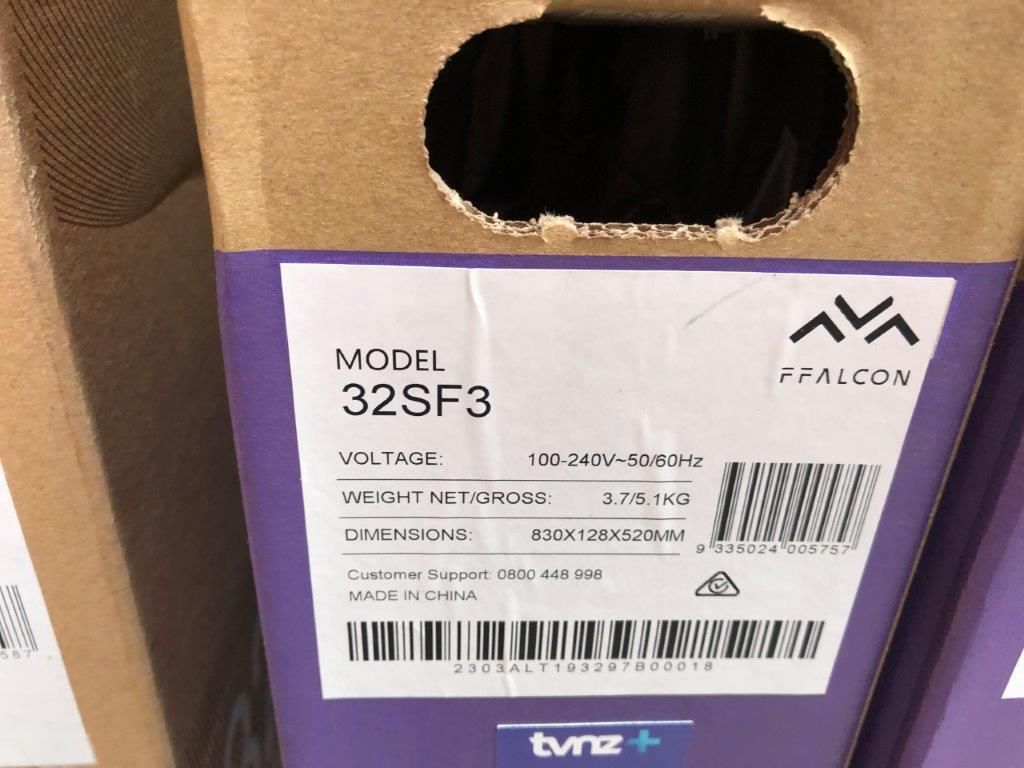 FFALCON
MODEL
32SF3
VOLTAGE: 100-240V~50/60Hz
WEIGHT NET/GROSS: 3.7/5.1KG
DIMENSIONS: 830X128X520MM
9 335024 005757
Customer Support: 0800 448 998
MADE IN CHINA
2303ALT193297B00018
tvnz+
587